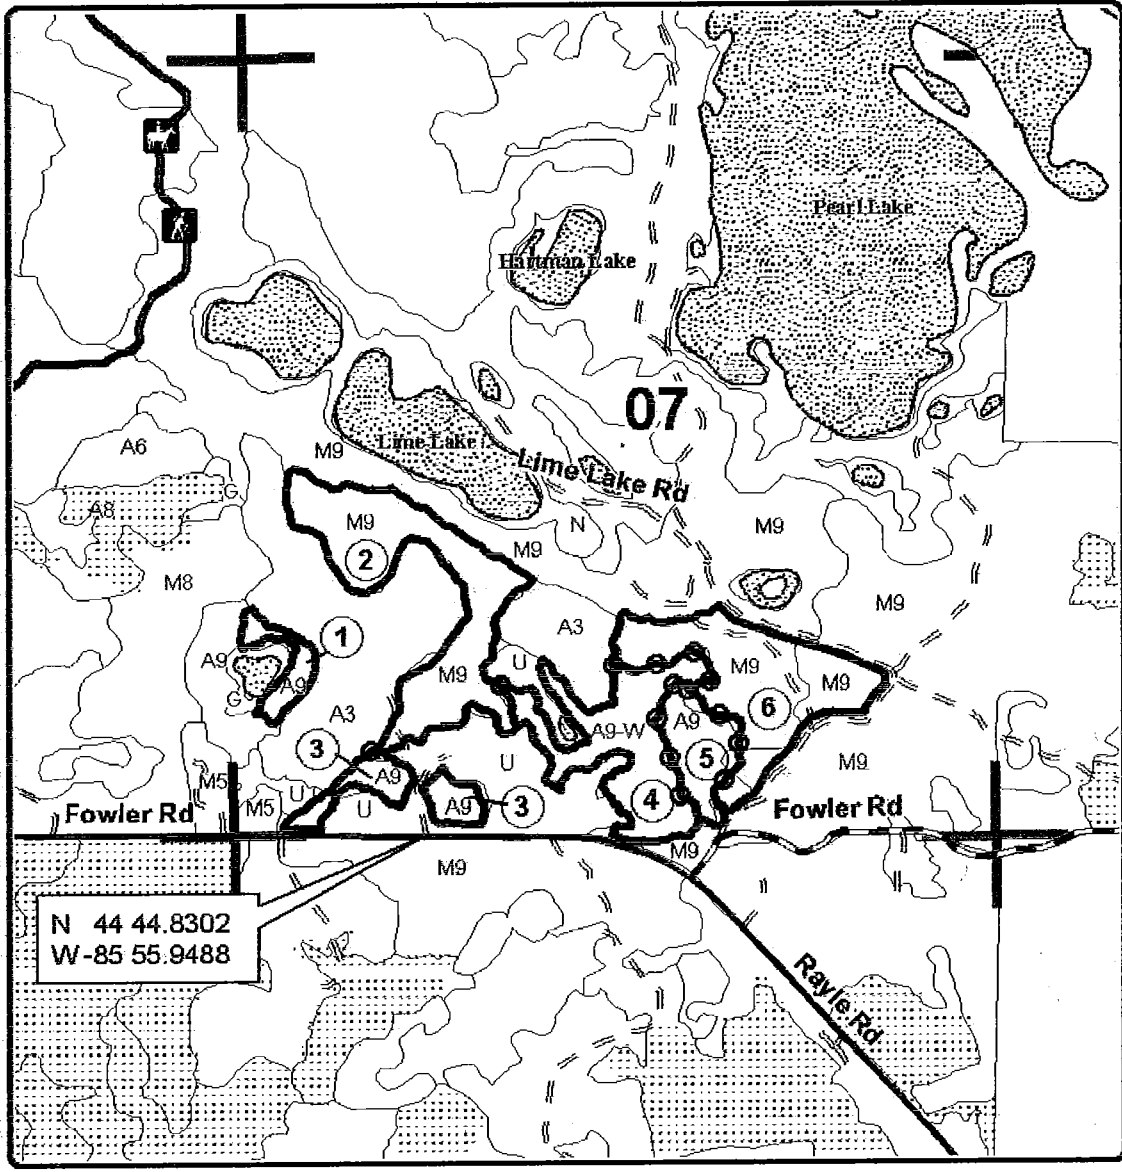 Pearl Lake
Hartman Lake
07
Lime Lake
A6
M9
Lime Lake Rd
G
A8
M9
N
M9
M9
2
M8
M9
A3
1
A9
U
M9
A9
M9
M9
G
6
A3
U
A9-W
A9
3
U
5
M9
A9
M5
U
M5
U
A9
3
4
Fowler Rd
Fowler Rd
M9
M9
N 44 44.8302
W -85 55.9488
Rayle Rd